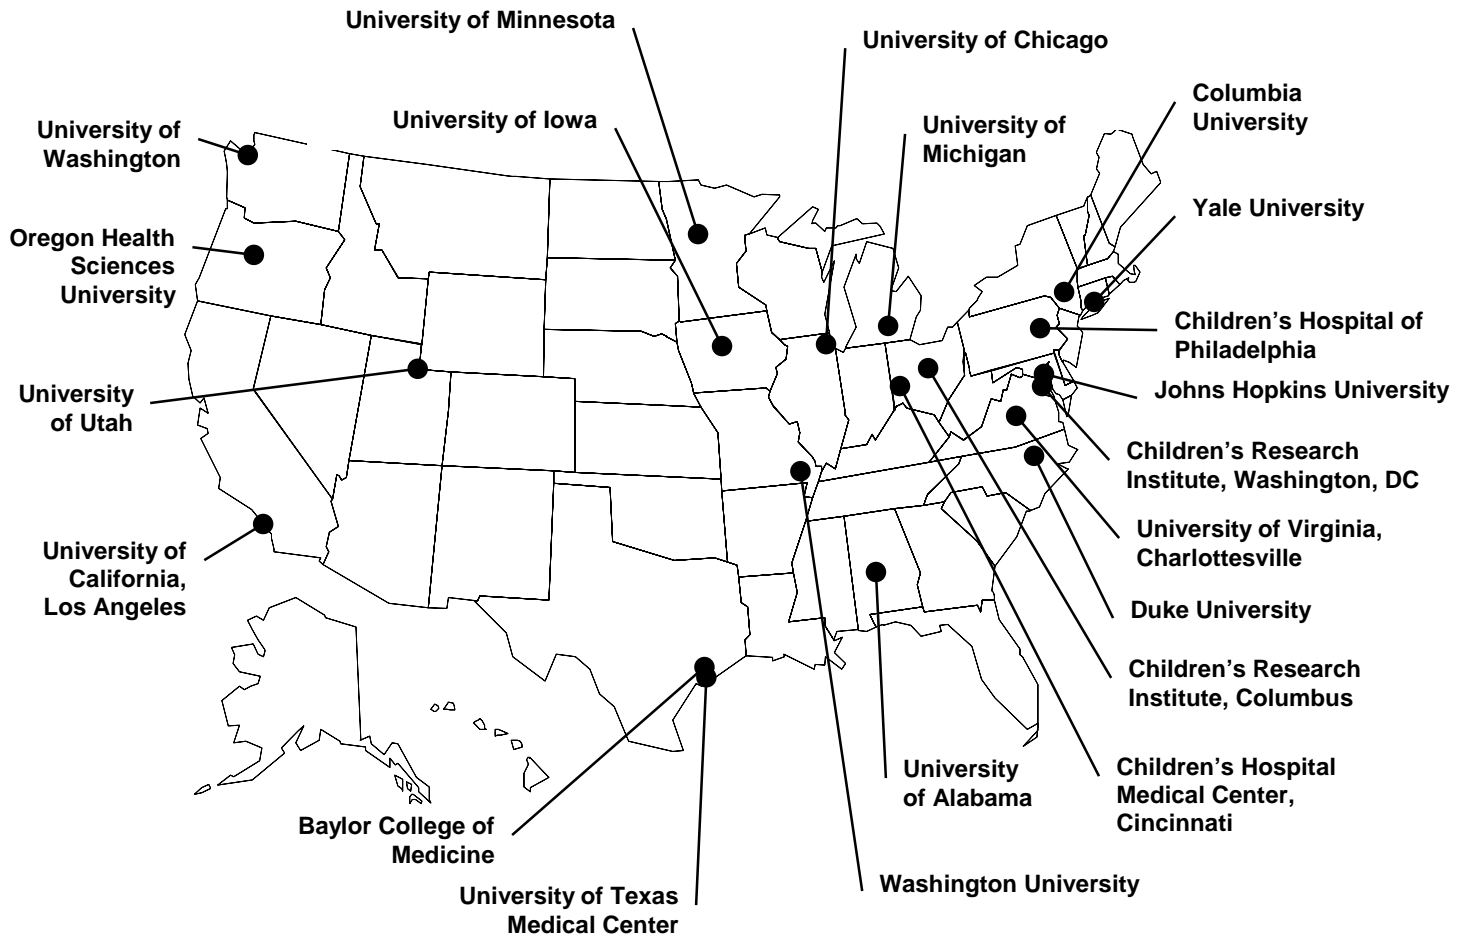 University of Minnesota
University of Chicago
Columbia
University
University of Iowa
University of
Michigan
University of
Washington
Yale University
Oregon Health
Sciences
University
Children’s Hospital of
Philadelphia
University
of Utah
Johns Hopkins University
Children’s Research
Institute, Washington, DC
University of Virginia,
Charlottesville
University of
California,
Los Angeles
Duke University
Children’s Research
Institute, Columbus
University
of Alabama
Children’s Hospital
Medical Center,
Cincinnati
Baylor College of
Medicine
Washington University
University of Texas
Medical Center